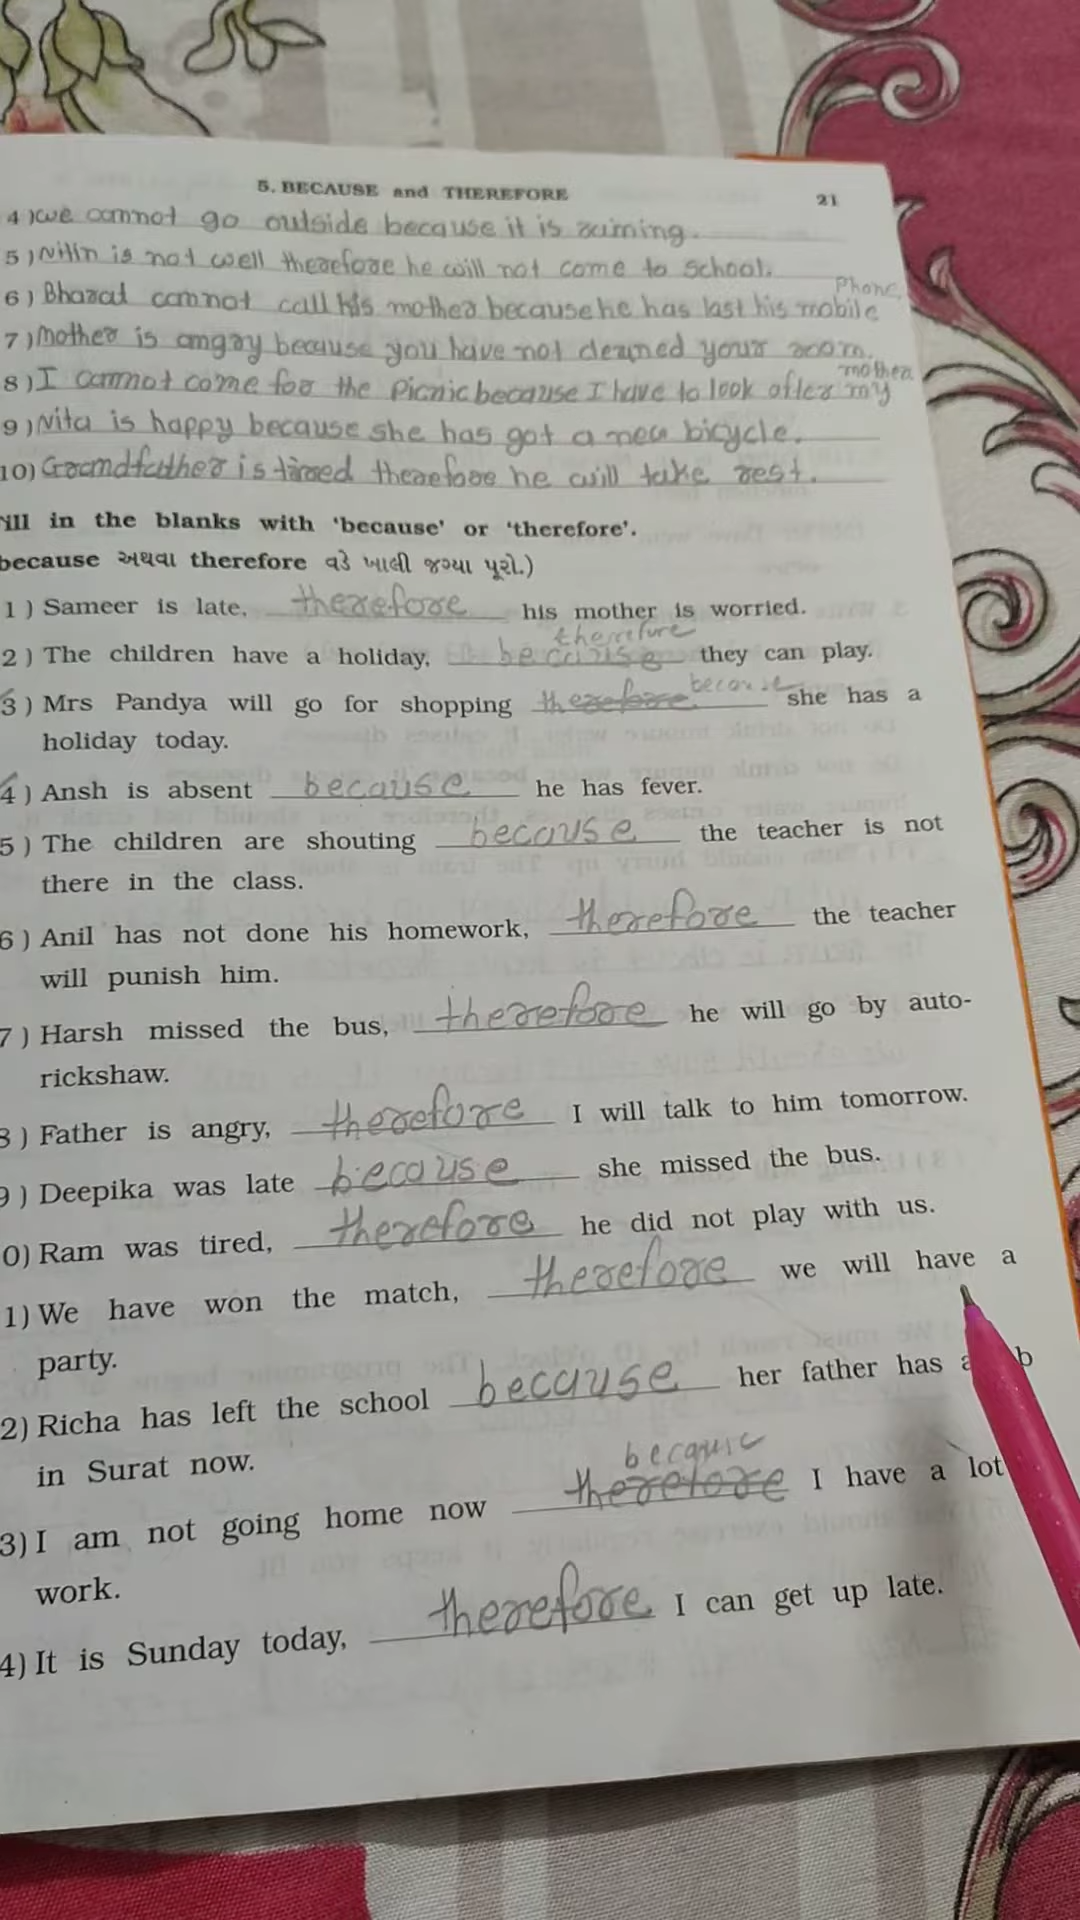 5. BECAUSE and THEREFORE 21
4) we cannot go outside because it is raining.
5) Nitin is not well therefore he will not come to school.
Phone
6) Bharat cannot call his mother because he has last his mobile
7) Mother is angry because you have not cleaned your room.
mother
8) I cannot come for the Picnic because I have to look after my
9) Nita is happy because she has got a new bicycle.
10) Grandfather is tired therefore he will take rest.
ill in the blanks with 'because' or 'therefore'.
because અથવા therefore વડે ખાલી જગ્યા પૂરો.)
1 ) Sameer is late, therefore his mother is worried.
therefore
2 ) The children have a holiday, because they can play.
because
3 ) Mrs Pandya will go for shopping therefore she has a
holiday today.
4 ) Ansh is absent because he has fever.
5 ) The children are shouting because the teacher is not
there in the class.
6 ) Anil has not done his homework, therefore the teacher
will punish him.
7 ) Harsh missed the bus, therefore he will go by auto-
rickshaw.
8 ) Father is angry, therefore I will talk to him tomorrow.
9 ) Deepika was late because she missed the bus.
0) Ram was tired, therefore he did not play with us.
1) We have won the match, therefore we will have a
party.
2) Richa has left the school because her father has a b
in Surat now.
because
3) I am not going home now therefore I have a lot
work.
4) It is Sunday today, therefore I can get up late.